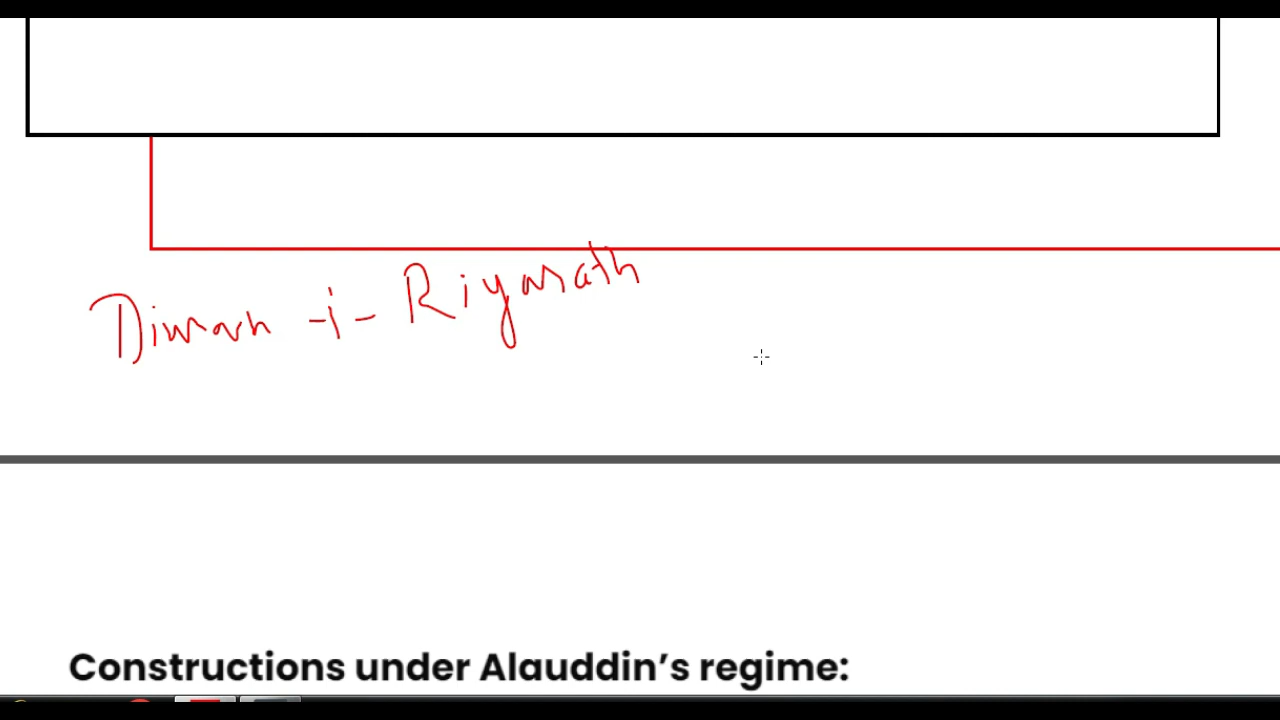 Diwan -i- Riyasath
Constructions under Alauddin’s regime: